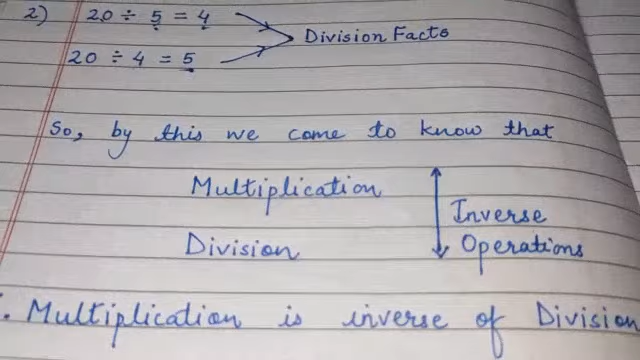 2) 20 ÷ 5 = 4
Division Facts
20 ÷ 4 = 5
So, by this we come to know that
Multiplication
Inverse
Division
Operations
. Multiplication is inverse of Division